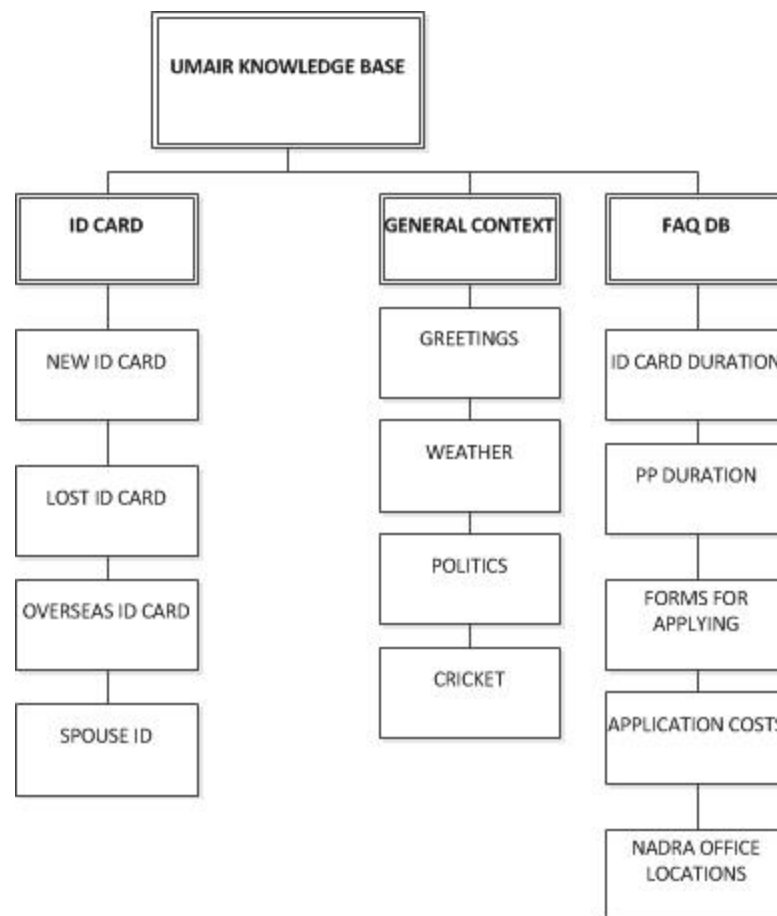 UMAIR KNOWLEDGE BASE
ID CARD
GENERAL CONTEXT
FAQ DB
NEW ID CARD
LOST ID CARD
OVERSEAS ID CARD
SPOUSE ID
GREETINGS
WEATHER
POLITICS
CRICKET
ID CARD DURATION
PP DURATION
FORMS FOR
APPLYING
APPLICATION COSTS
NADRA OFFICE
LOCATIONS